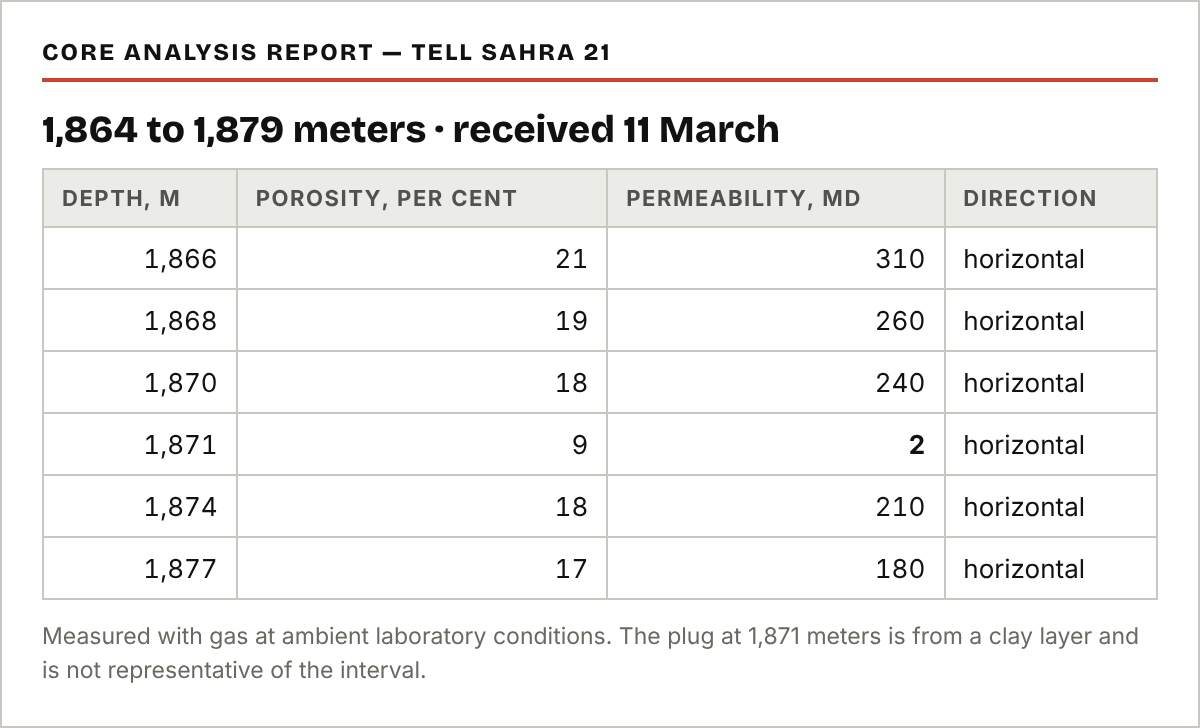 CORE ANALYSIS REPORT — TELL SAHRA 21
1,864 to 1,879 meters · received 11 March
DEPTH, M POROSITY, PER CENT PERMEABILITY, MD DIRECTION
1,866 21 310 horizontal
1,868 19 260 horizontal
1,870 18 240 horizontal
1,871 9 2 horizontal
1,874 18 210 horizontal
1,877 17 180 horizontal
Measured with gas at ambient laboratory conditions. The plug at 1,871 meters is from a clay layer and
is not representative of the interval.